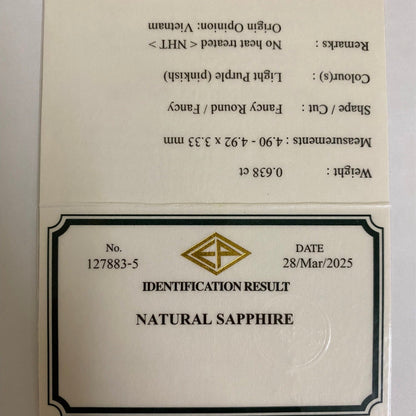 Weight : 0.638 ct
Measurements : 4.90 - 4.92 x 3.33 mm
Shape / Cut : Fancy Round / Fancy
Colour(s) : Light Purple (pinkish)
Remarks : No heat treated < NHT >
Origin Opinion: Vietnam
No. DATE
127883-5 28/Mar/2025
IDENTIFICATION RESULT
NATURAL SAPPHIRE